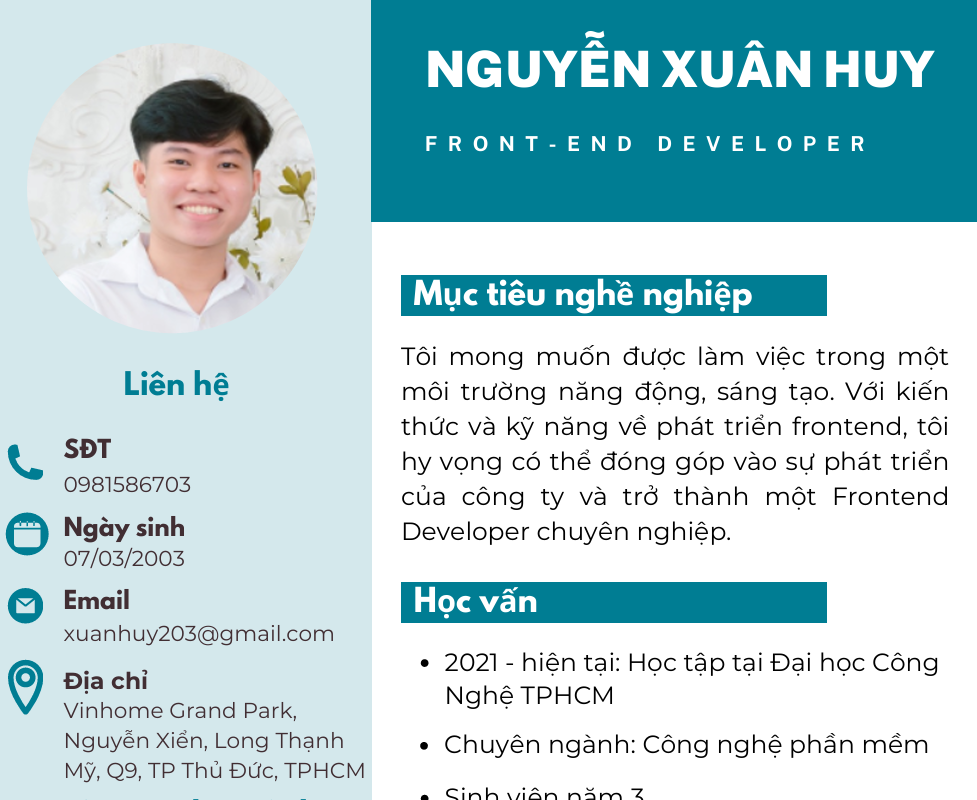 NGUYỄN XUÂN HUY
FRONT-END DEVELOPER
Liên hệ
SĐT
0981586703
Ngày sinh
07/03/2003
Email
xuanhuy203@gmail.com
Địa chỉ
Vinhome Grand Park,
Nguyễn Xiển, Long Thạnh
Mỹ, Q9, TP Thủ Đức, TPHCM
Mục tiêu nghề nghiệp
Tôi mong muốn được làm việc trong một
môi trường năng động, sáng tạo. Với kiến
thức và kỹ năng về phát triển frontend, tôi
hy vọng có thể đóng góp vào sự phát triển
của công ty và trở thành một Frontend
Developer chuyên nghiệp.
Học vấn
2021 - hiện tại: Học tập tại Đại học Công
Nghệ TPHCM
Chuyên ngành: Công nghệ phần mềm
Sinh viên năm 3